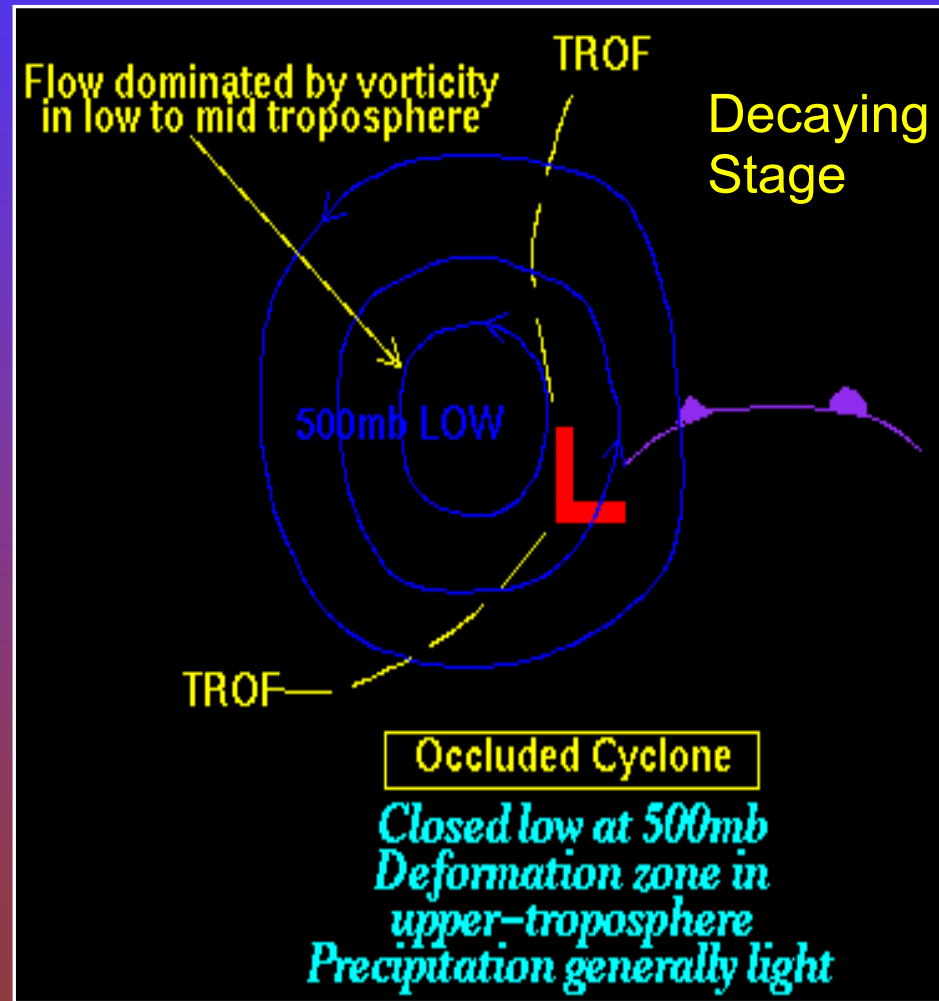 TROF
Flow dominated by vorticity
in low to mid troposphere
Decaying
Stage
500mb LOW
L
TROF
Occluded Cyclone
Closed low at 500mb
Deformation zone in
upper-troposphere
Precipitation generally light